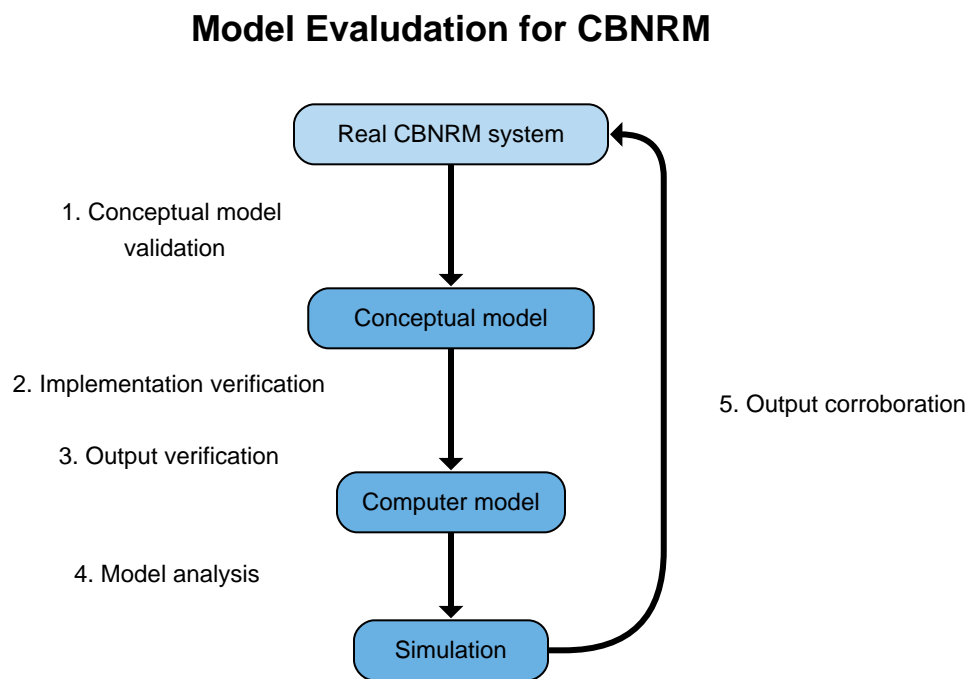 Model Evaludation for CBNRM
Real CBNRM system
1. Conceptual model
validation
Conceptual model
2. Implementation verification
5. Output corroboration
3. Output verification
Computer model
4. Model analysis
Simulation